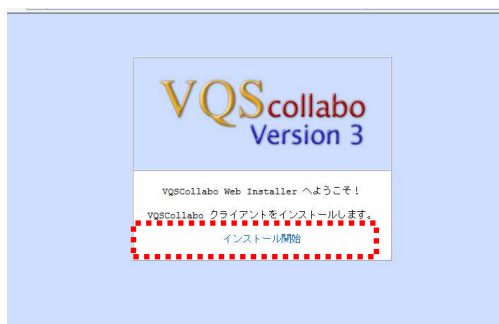 VQScollabo
Version 3
VQSCollabo Web Installer へようこそ！
VQSCollabo クライアントをインストールします。
インストール開始